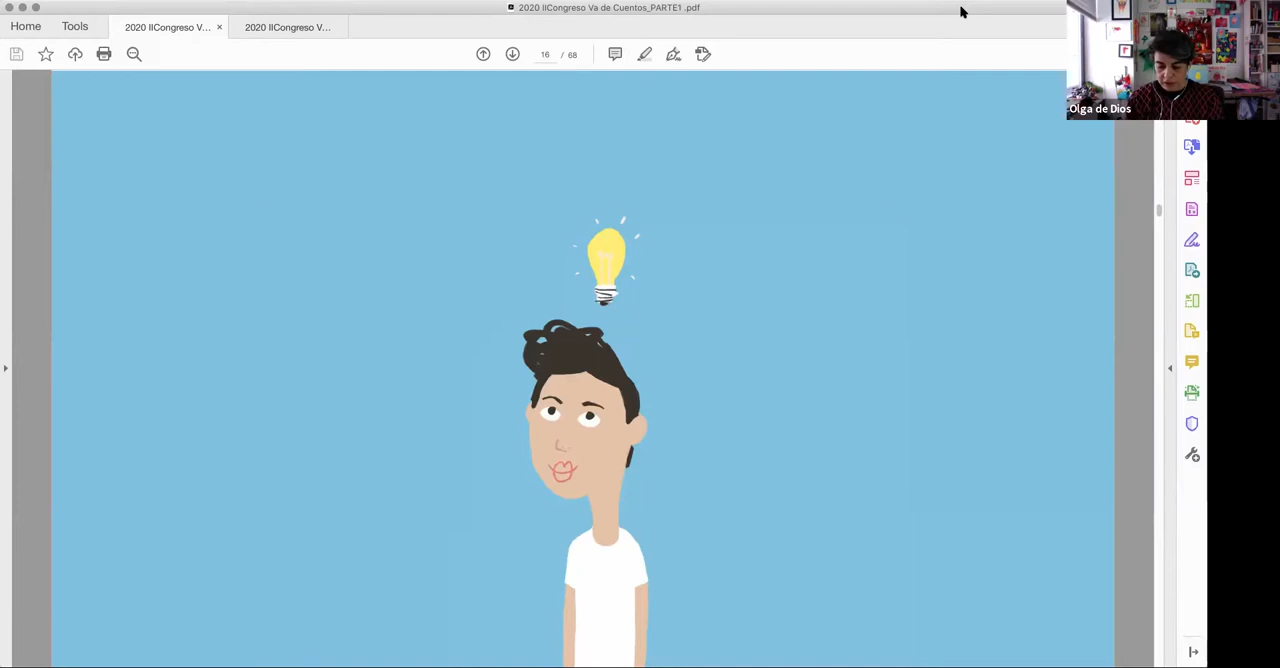 2020 IICongreso Va de Cuentos_PARTE1 .pdf
Home
Tools
2020 IICongreso V... ×
2020 IICongreso V...
16 / 68
Olga de Dios